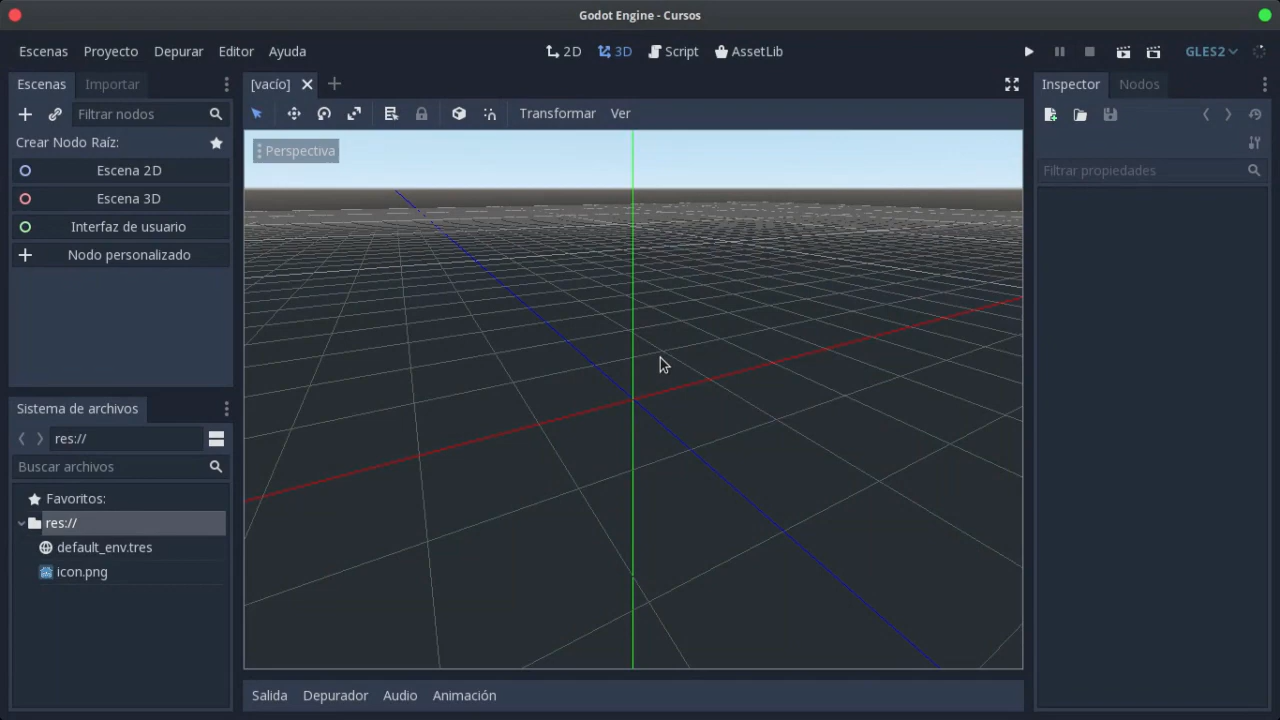 Godot Engine - Cursos
Escenas Proyecto Depurar Editor Ayuda 2D 3D Script AssetLib GLES2
Escenas Importar [vacío] Inspector Nodos
Filtrar nodos Transformar Ver
Crear Nodo Raíz:
Perspectiva
Escena 2D
Filtrar propiedades
Escena 3D
Interfaz de usuario
Nodo personalizado
Sistema de archivos
res://
Buscar archivos
Favoritos:
res://
default_env.tres
icon.png
Salida Depurador Audio Animación